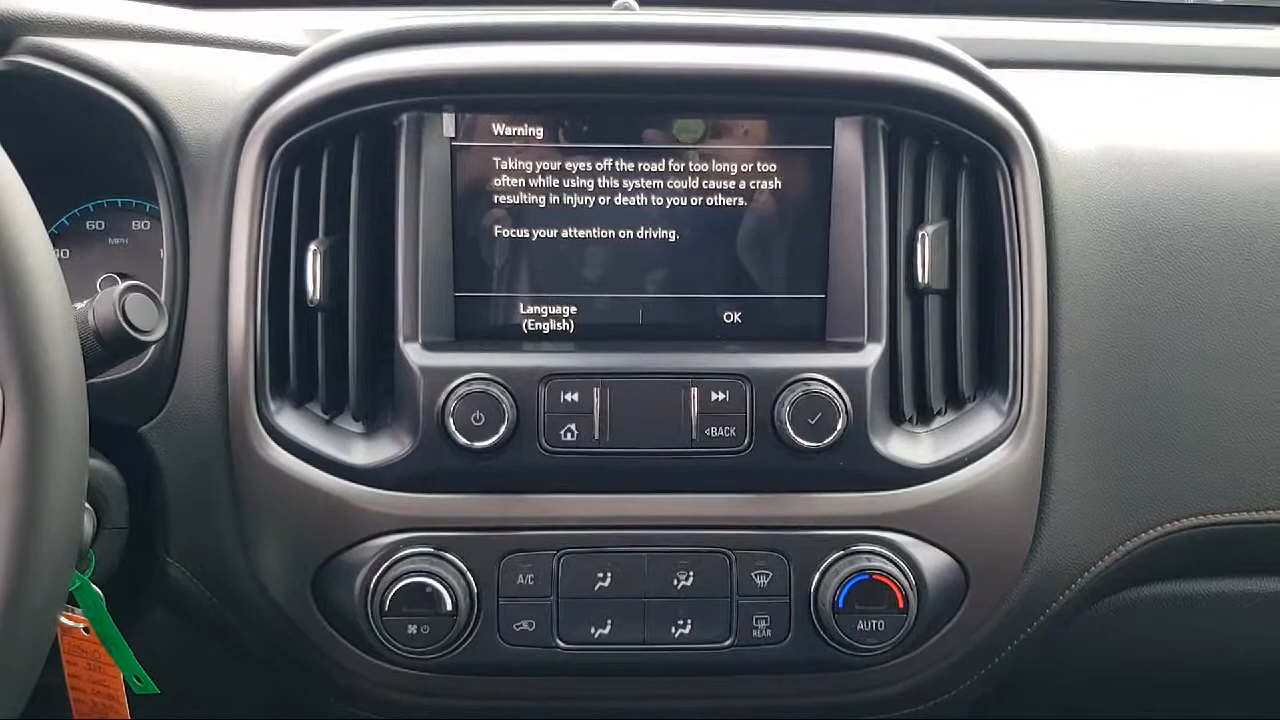 Warning
Taking your eyes off the road for too long or too
often while using this system could cause a crash
resulting in injury or death to you or others.
Focus your attention on driving.
Language
(English)
OK
60 80
MPH
BACK
A/C
REAR
AUTO